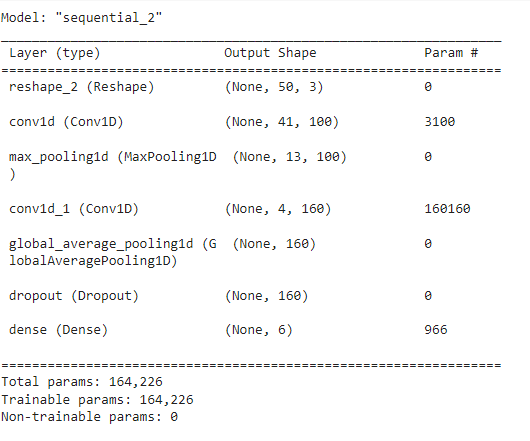 Model: "sequential_2"
_________________________________________________________________
Layer (type) Output Shape Param #
=================================================================
reshape_2 (Reshape) (None, 50, 3) 0
conv1d (Conv1D) (None, 41, 100) 3100
max_pooling1d (MaxPooling1D (None, 13, 100) 0
)
conv1d_1 (Conv1D) (None, 4, 160) 160160
global_average_pooling1d (G (None, 160) 0
lobalAveragePooling1D)
dropout (Dropout) (None, 160) 0
dense (Dense) (None, 6) 966
=================================================================
Total params: 164,226
Trainable params: 164,226
Non-trainable params: 0